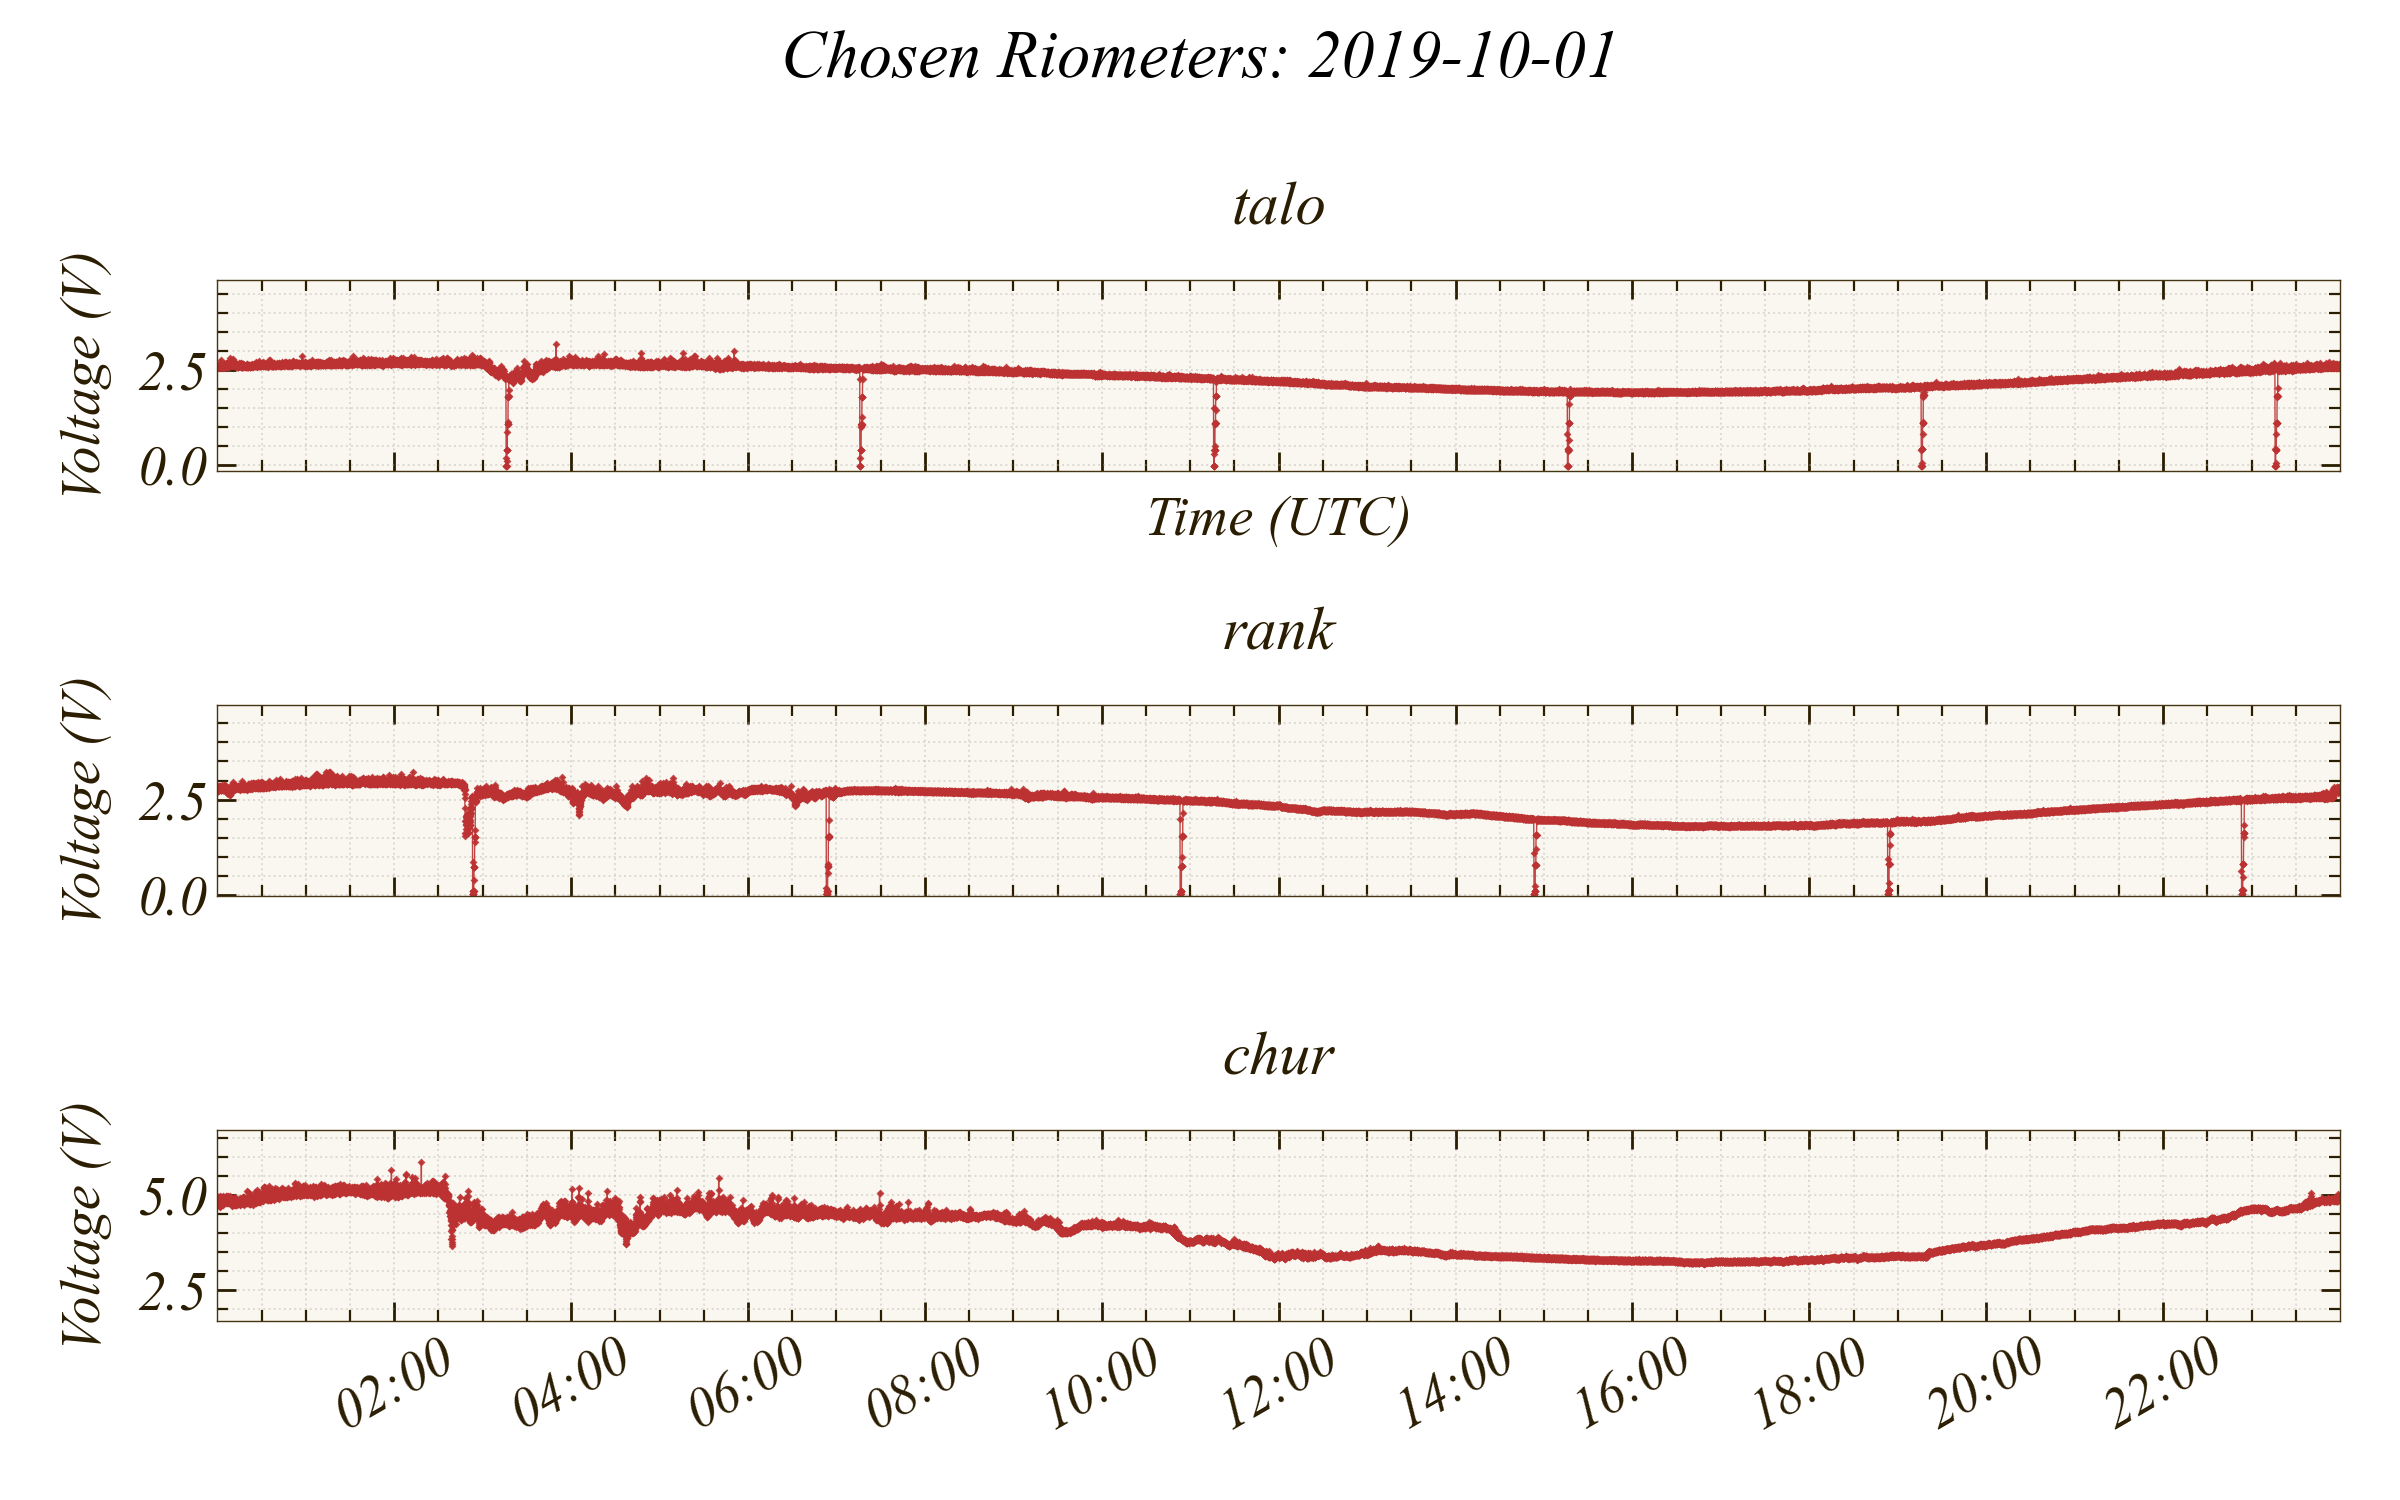 Chosen Riometers: 2019-10-01
talo
Voltage (V)
2.5
0.0
Time (UTC)
rank
Voltage (V)
2.5
0.0
chur
Voltage (V)
5.0
2.5
02:00 04:00 06:00 08:00 10:00 12:00 14:00 16:00 18:00 20:00 22:00